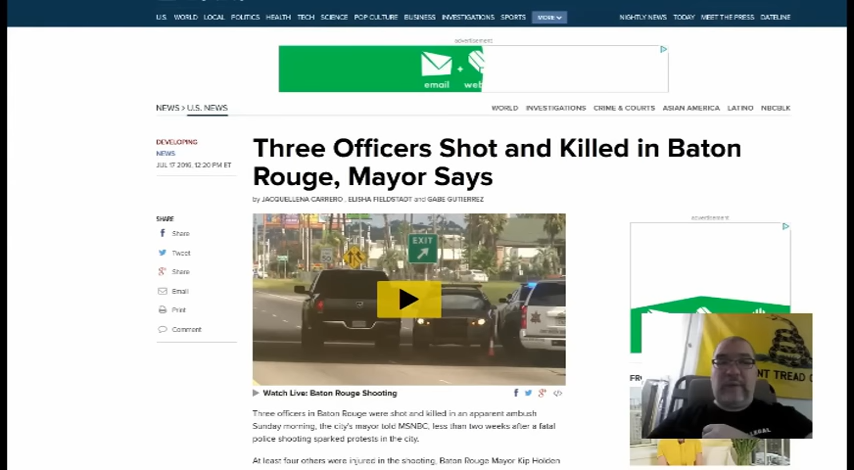 U.S. WORLD LOCAL POLITICS HEALTH TECH SCIENCE POP CULTURE BUSINESS INVESTIGATIONS SPORTS MORE NIGHTLY NEWS TODAY MEET THE PRESS DATELINE
advertisement
email + web
NEWS > U.S. NEWS WORLD INVESTIGATIONS CRIME & COURTS ASIAN AMERICA LATINO NBCBLK
DEVELOPING
NEWS
JUL 17 2016, 12:20 PM ET
Three Officers Shot and Killed in Baton
Rouge, Mayor Says
by JACQUELLENA CARRERO, ELISHA FIELDSTADT and GABE GUTIERREZ
SHARE
Share
Tweet
Share
Email
Print
Comment
EXIT
advertisement
Watch Live: Baton Rouge Shooting
Three officers in Baton Rouge were shot and killed in an apparent ambush
Sunday morning, the city's mayor told MSNBC, less than two weeks after a fatal
police shooting sparked protests in the city.
At least four others were injured in the shooting, Baton Rouge Mayor Kip Holden
NT TREAD
LEGAL